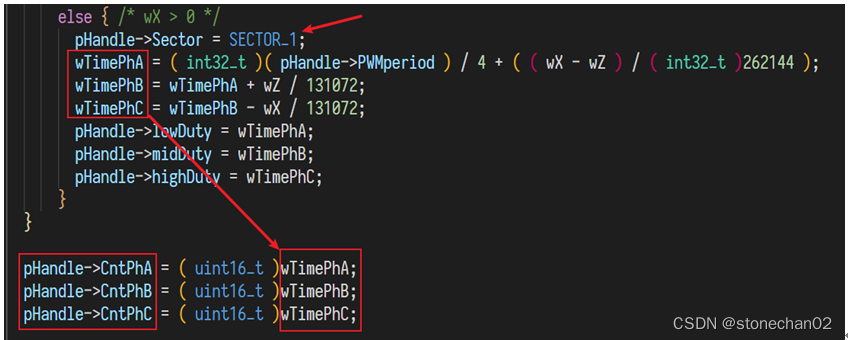 else { /* wX > 0 */
pHandle->Sector = SECTOR_1;
wTimePhA = ( int32_t )( pHandle->PWMperiod ) / 4 + ( ( wX - wZ ) / ( int32_t )262144 );
wTimePhB = wTimePhA + wZ / 131072;
wTimePhC = wTimePhB - wX / 131072;
pHandle->lowDuty = wTimePhA;
pHandle->midDuty = wTimePhB;
pHandle->highDuty = wTimePhC;
}
}
pHandle->CntPhA = ( uint16_t )wTimePhA;
pHandle->CntPhB = ( uint16_t )wTimePhB;
pHandle->CntPhC = ( uint16_t )wTimePhC;
CSDN @stonechan02